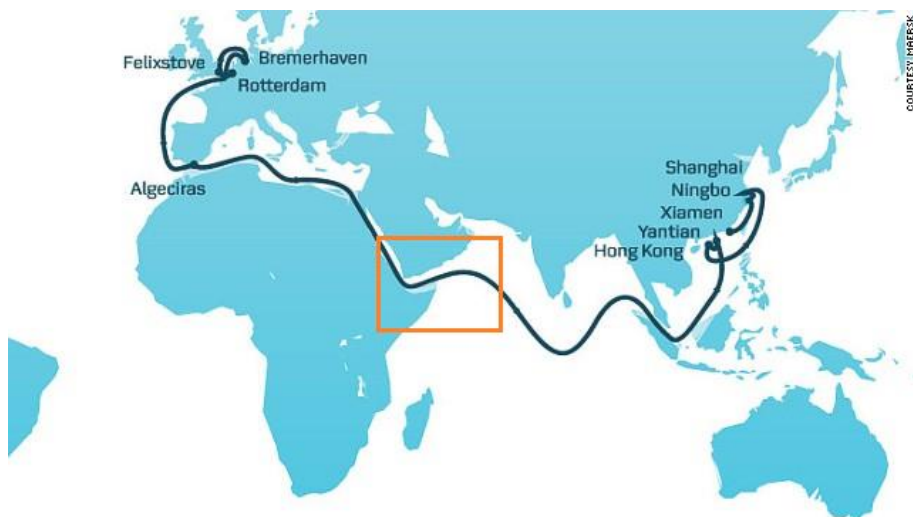 Felixstove
Bremerhaven
Rotterdam
Algeciras
Shanghai
Ningbo
Xiamen
Yantian
Hong Kong
COURTESY MAERSK